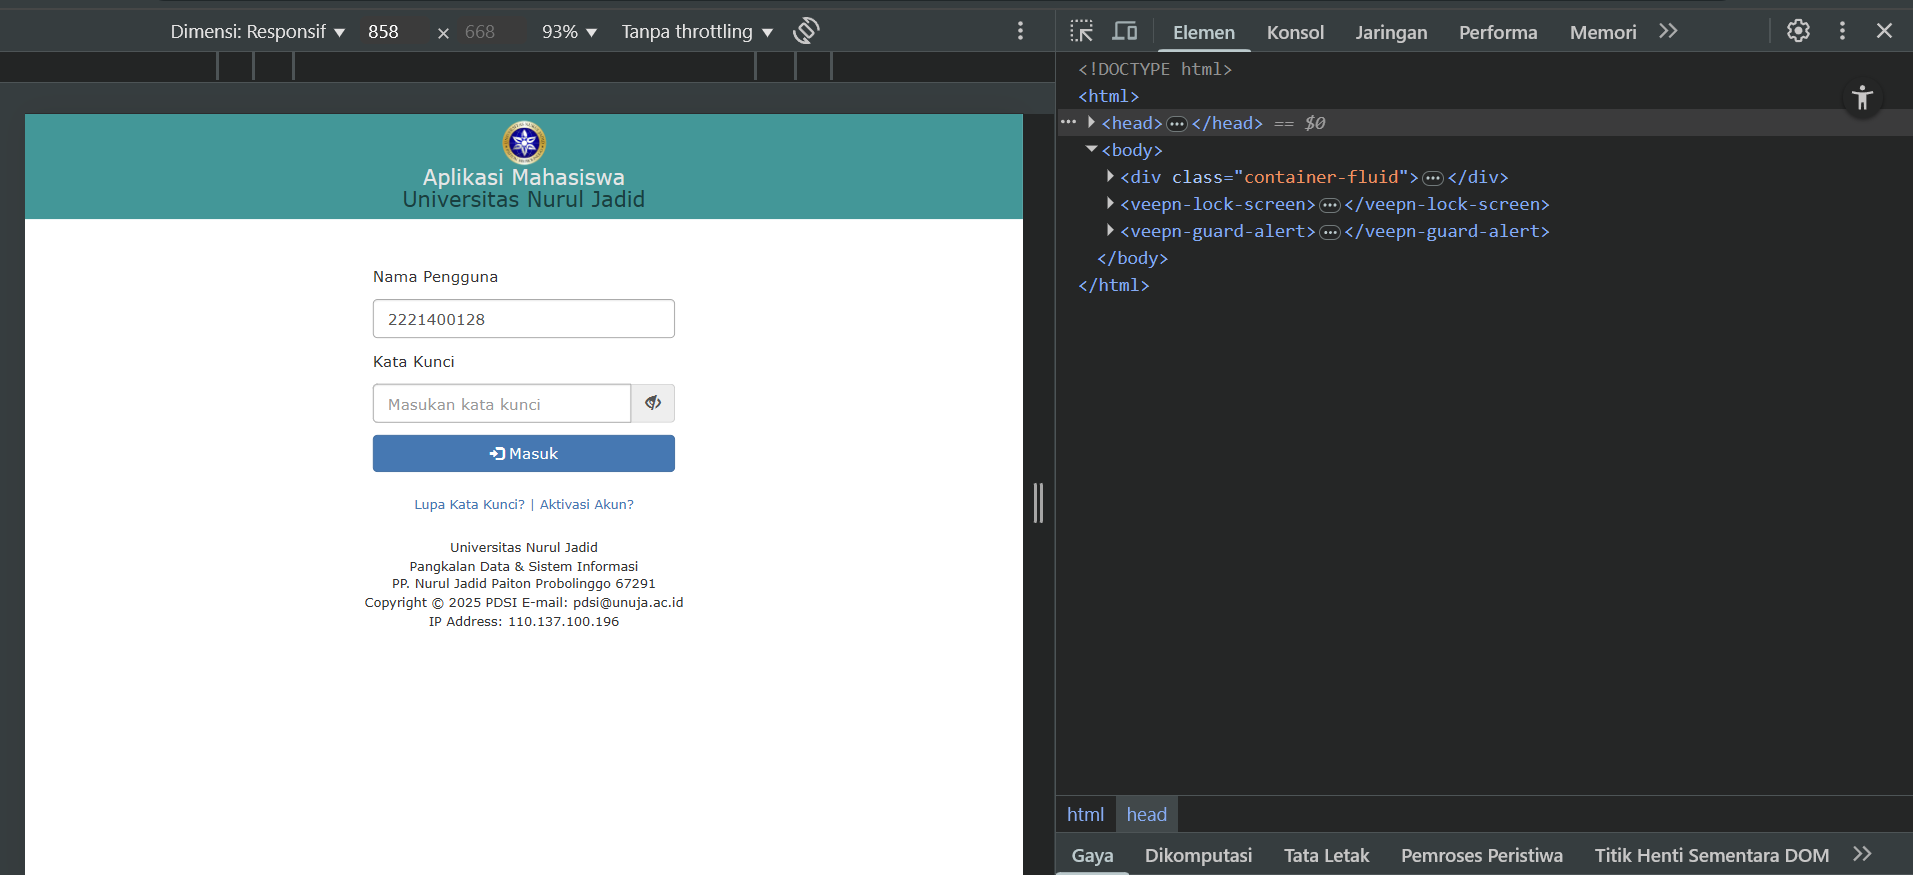 Dimensi: Responsif ▼ 858 × 668 93% ▼ Tanpa throttling ▼
Aplikasi Mahasiswa
Universitas Nurul Jadid
Nama Pengguna
2221400128
Kata Kunci
Masukan kata kunci
Masuk
Lupa Kata Kunci? | Aktivasi Akun?
Universitas Nurul Jadid
Pangkalan Data & Sistem Informasi
PP. Nurul Jadid Paiton Probolinggo 67291
Copyright © 2025 PDSI E-mail: pdsi@unuja.ac.id
IP Address: 110.137.100.196
Elemen Konsol Jaringan Performa Memori
<!DOCTYPE html>
<html>
<head>…</head> == $0
<body>
<div class="container-fluid">…</div>
<veepn-lock-screen>…</veepn-lock-screen>
<veepn-guard-alert>…</veepn-guard-alert>
</body>
</html>
html head
Gaya Dikomputasi Tata Letak Pemroses Peristiwa Titik Henti Sementara DOM